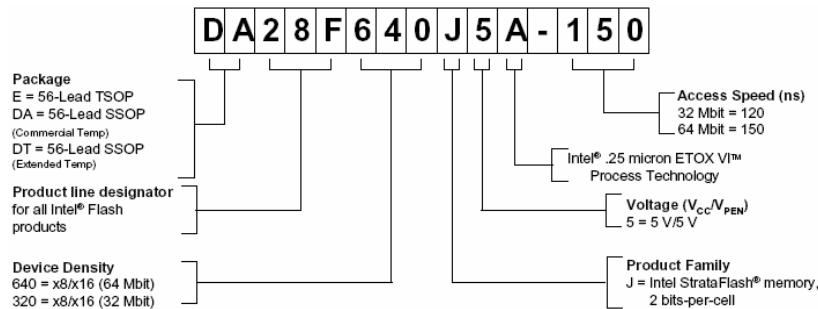 DA28F640J5A-150
Package
E = 56-Lead TSOP
DA = 56-Lead SSOP
(Commercial Temp)
DT = 56-Lead SSOP
(Extended Temp)
Product line designator
for all Intel® Flash
products
Device Density
640 = x8/x16 (64 Mbit)
320 = x8/x16 (32 Mbit)
Access Speed (ns)
32 Mbit = 120
64 Mbit = 150
Intel® .25 micron ETOX VI™
Process Technology
Voltage (VCC/VPEN)
5 = 5 V/5 V
Product Family
J = Intel StrataFlash® memory,
2 bits-per-cell